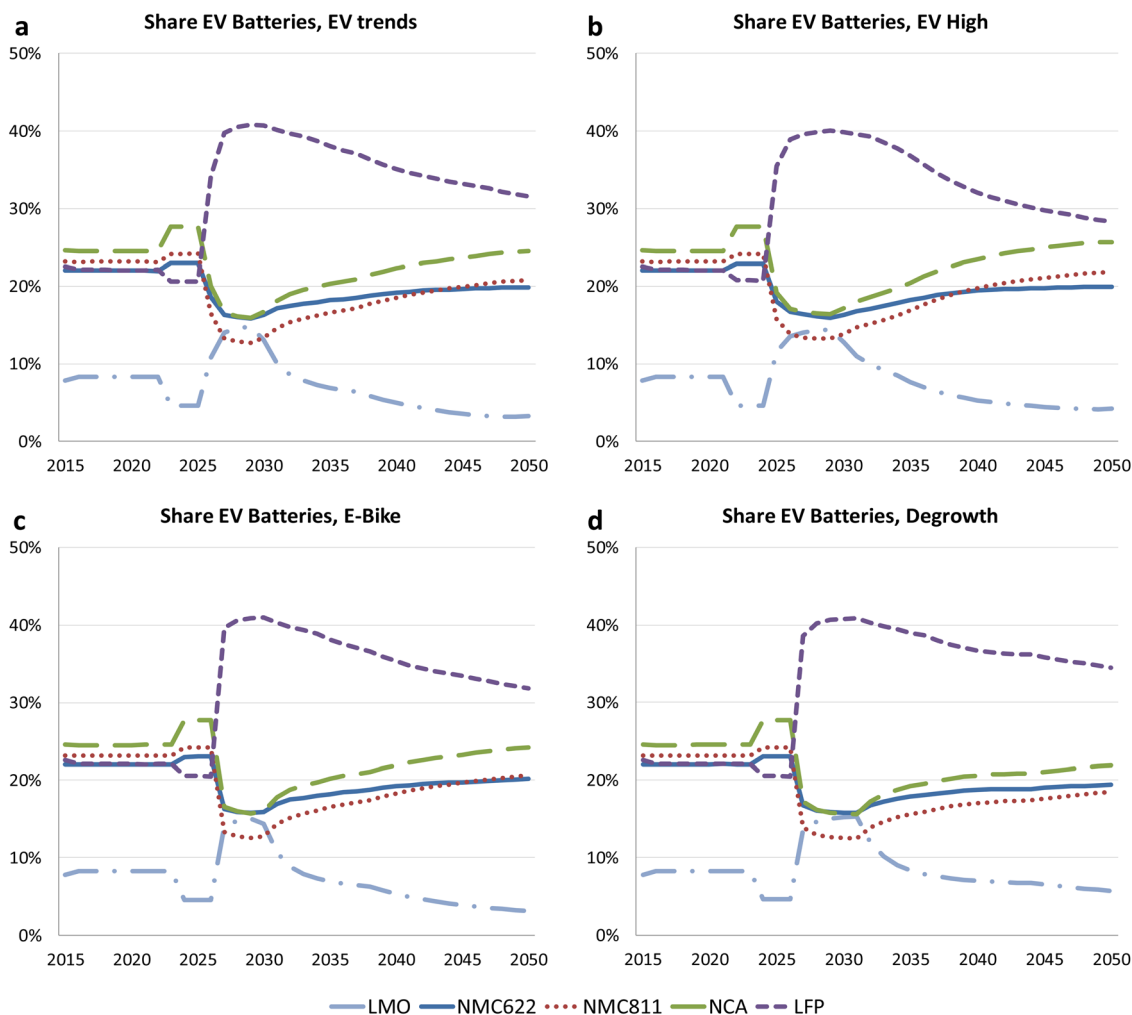 a Share EV Batteries, EV trends
50%
40%
30%
20%
10%
0%
2015 2020 2025 2030 2035 2040 2045 2050
b Share EV Batteries, EV High
50%
40%
30%
20%
10%
0%
2015 2020 2025 2030 2035 2040 2045 2050
c Share EV Batteries, E-Bike
50%
40%
30%
20%
10%
0%
2015 2020 2025 2030 2035 2040 2045 2050
d Share EV Batteries, Degrowth
50%
40%
30%
20%
10%
0%
2015 2020 2025 2030 2035 2040 2045 2050
LMO NMC622 NMC811 NCA LFP